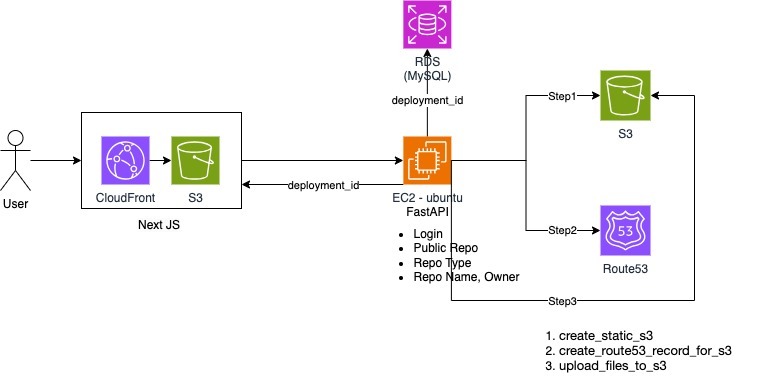 RDS
(MySQL)
deployment_id
Step1
S3
User
CloudFront
S3
Next JS
deployment_id
EC2 - ubuntu
FastAPI
• Login
• Public Repo
• Repo Type
• Repo Name, Owner
Step2
53
Route53
Step3
1. create_static_s3
2. create_route53_record_for_s3
3. upload_files_to_s3